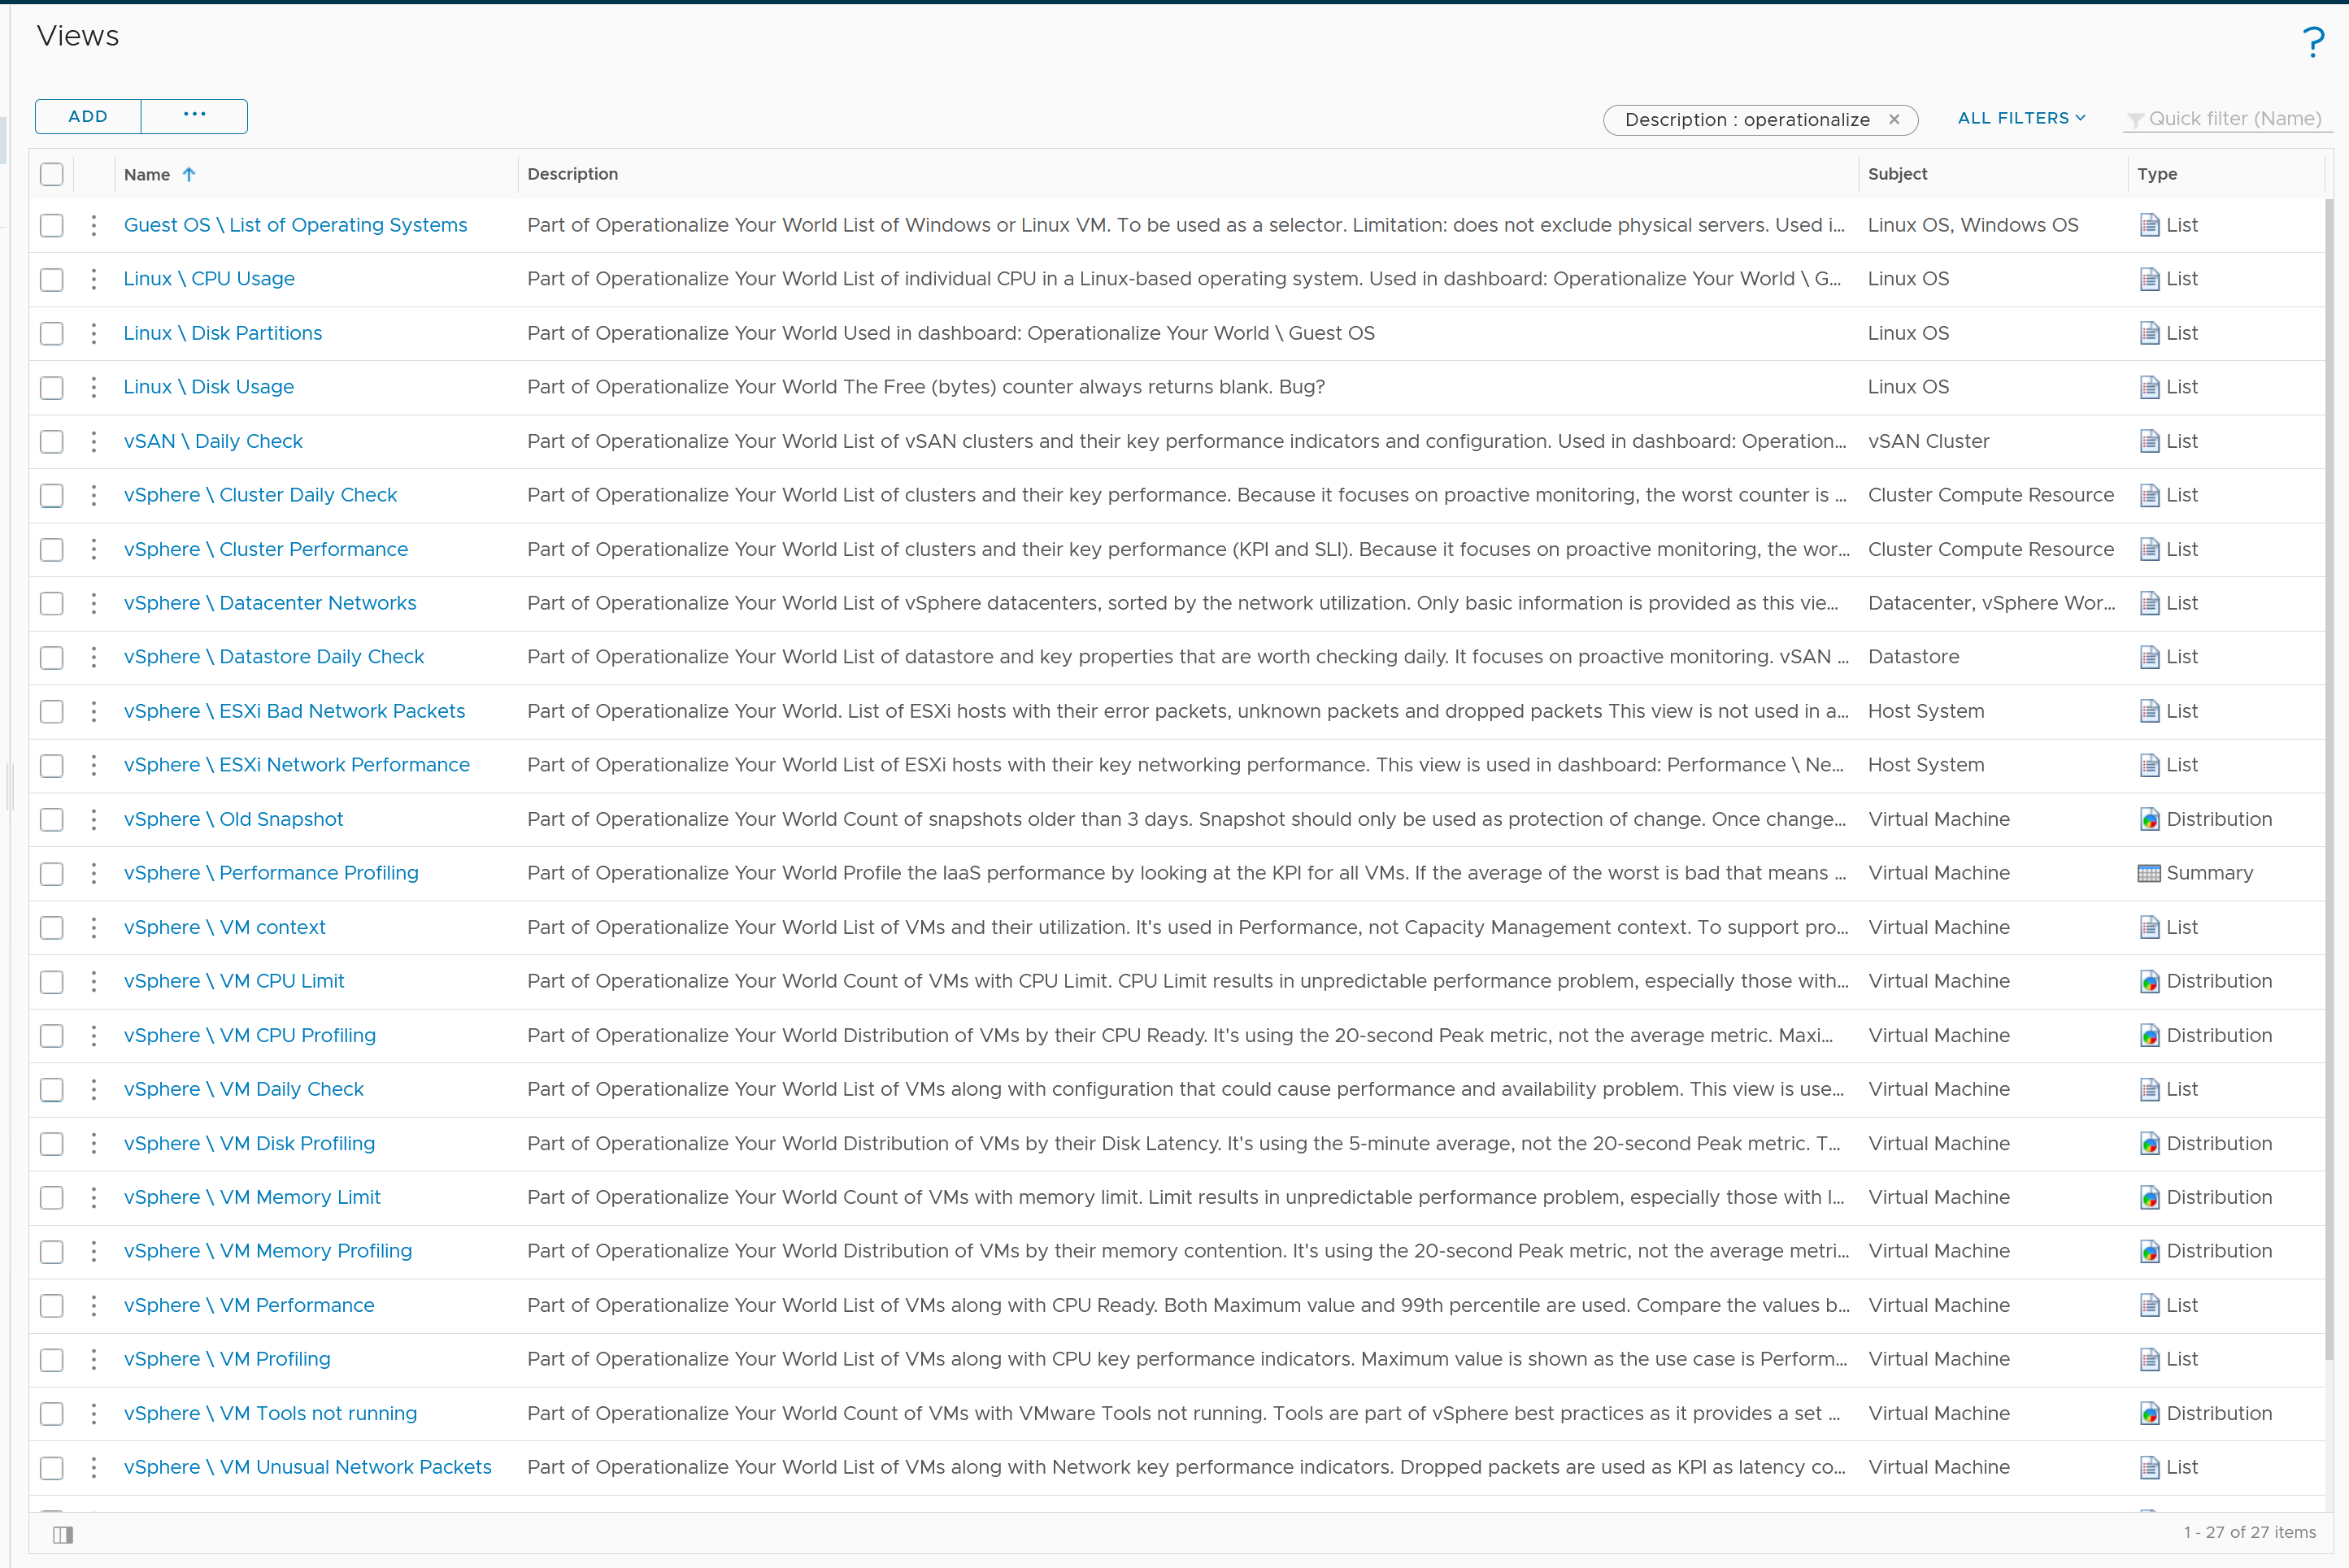 Views
?
ADD ...
Description : operationalize × ALL FILTERS Quick filter (Name)
Name Description Subject Type
Guest OS \ List of Operating Systems Part of Operationalize Your World List of Windows or Linux VM. To be used as a selector. Limitation: does not exclude physical servers. Used i... Linux OS, Windows OS List
Linux \ CPU Usage Part of Operationalize Your World List of individual CPU in a Linux-based operating system. Used in dashboard: Operationalize Your World \ G... Linux OS List
Linux \ Disk Partitions Part of Operationalize Your World Used in dashboard: Operationalize Your World \ Guest OS Linux OS List
Linux \ Disk Usage Part of Operationalize Your World The Free (bytes) counter always returns blank. Bug? Linux OS List
vSAN \ Daily Check Part of Operationalize Your World List of vSAN clusters and their key performance indicators and configuration. Used in dashboard: Operation... vSAN Cluster List
vSphere \ Cluster Daily Check Part of Operationalize Your World List of clusters and their key performance. Because it focuses on proactive monitoring, the worst counter is ... Cluster Compute Resource List
vSphere \ Cluster Performance Part of Operationalize Your World List of clusters and their key performance (KPI and SLI). Because it focuses on proactive monitoring, the wor... Cluster Compute Resource List
vSphere \ Datacenter Networks Part of Operationalize Your World List of vSphere datacenters, sorted by the network utilization. Only basic information is provided as this vie... Datacenter, vSphere Wor... List
vSphere \ Datastore Daily Check Part of Operationalize Your World List of datastore and key properties that are worth checking daily. It focuses on proactive monitoring. vSAN ... Datastore List
vSphere \ ESXi Bad Network Packets Part of Operationalize Your World. List of ESXi hosts with their error packets, unknown packets and dropped packets This view is not used in a... Host System List
vSphere \ ESXi Network Performance Part of Operationalize Your World List of ESXi hosts with their key networking performance. This view is used in dashboard: Performance \ Ne... Host System List
vSphere \ Old Snapshot Part of Operationalize Your World Count of snapshots older than 3 days. Snapshot should only be used as protection of change. Once change... Virtual Machine Distribution
vSphere \ Performance Profiling Part of Operationalize Your World Profile the IaaS performance by looking at the KPI for all VMs. If the average of the worst is bad that means ... Virtual Machine Summary
vSphere \ VM context Part of Operationalize Your World List of VMs and their utilization. It's used in Performance, not Capacity Management context. To support pro... Virtual Machine List
vSphere \ VM CPU Limit Part of Operationalize Your World Count of VMs with CPU Limit. CPU Limit results in unpredictable performance problem, especially those with... Virtual Machine Distribution
vSphere \ VM CPU Profiling Part of Operationalize Your World Distribution of VMs by their CPU Ready. It's using the 20-second Peak metric, not the average metric. Maxi... Virtual Machine Distribution
vSphere \ VM Daily Check Part of Operationalize Your World List of VMs along with configuration that could cause performance and availability problem. This view is use... Virtual Machine List
vSphere \ VM Disk Profiling Part of Operationalize Your World Distribution of VMs by their Disk Latency. It's using the 5-minute average, not the 20-second Peak metric. T... Virtual Machine Distribution
vSphere \ VM Memory Limit Part of Operationalize Your World Count of VMs with memory limit. Limit results in unpredictable performance problem, especially those with l... Virtual Machine Distribution
vSphere \ VM Memory Profiling Part of Operationalize Your World Distribution of VMs by their memory contention. It's using the 20-second Peak metric, not the average metri... Virtual Machine Distribution
vSphere \ VM Performance Part of Operationalize Your World List of VMs along with CPU Ready. Both Maximum value and 99th percentile are used. Compare the values b... Virtual Machine List
vSphere \ VM Profiling Part of Operationalize Your World List of VMs along with CPU key performance indicators. Maximum value is shown as the use case is Perform... Virtual Machine List
vSphere \ VM Tools not running Part of Operationalize Your World Count of VMs with VMware Tools not running. Tools are part of vSphere best practices as it provides a set ... Virtual Machine Distribution
vSphere \ VM Unusual Network Packets Part of Operationalize Your World List of VMs along with Network key performance indicators. Dropped packets are used as KPI as latency co... Virtual Machine List
1 - 27 of 27 items